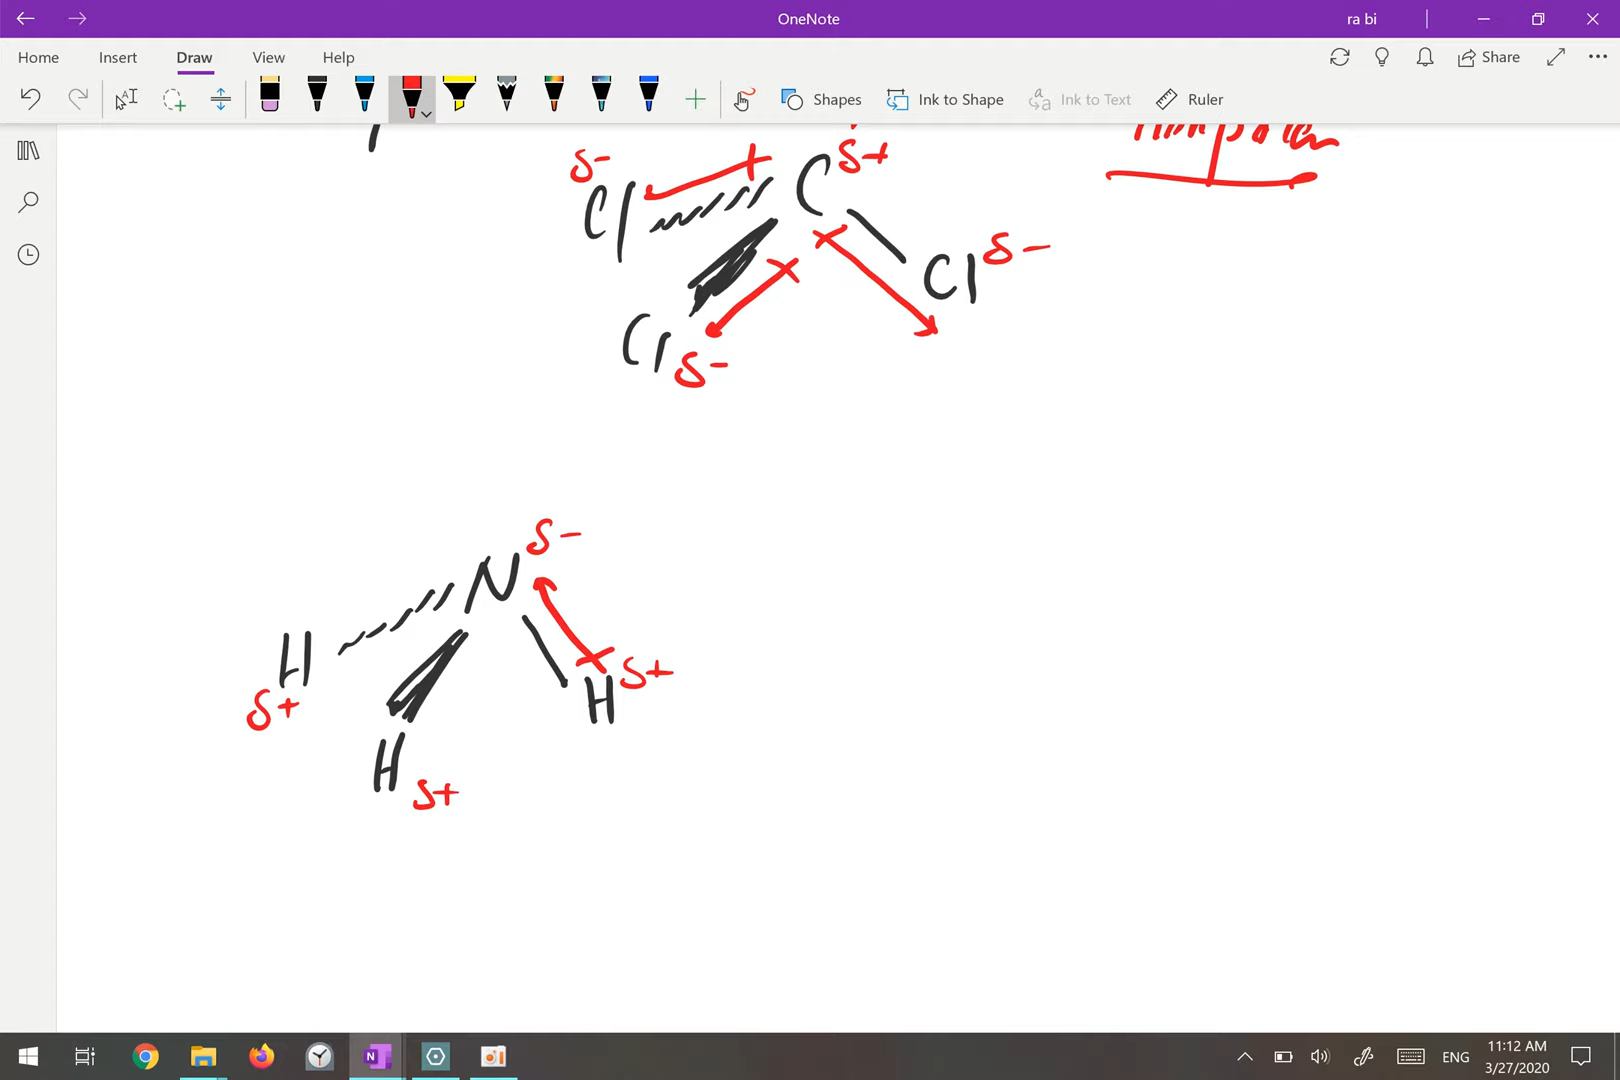 OneNote
ra bi
Home Insert Draw View Help
Share
Shapes Ink to Shape Ink to Text Ruler
δ- δ+
Cl C
δ-
Cl
Cl
δ-
δ-
N
H
δ+ H δ+
H
δ+
ENG
11:12 AM
3/27/2020